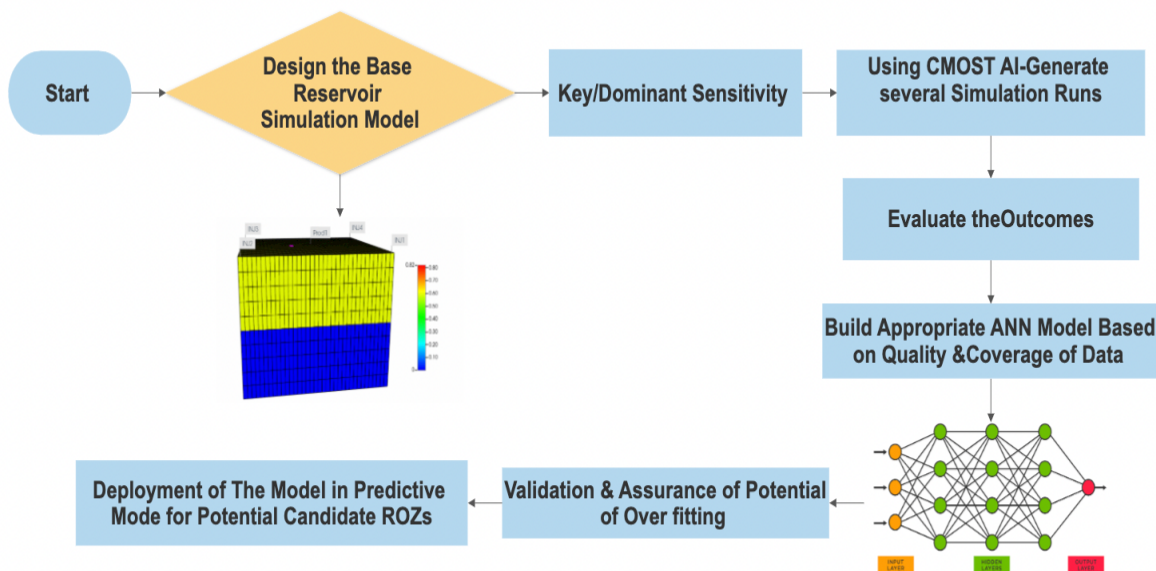 Start
Design the Base
Reservoir
Simulation Model
Key/Dominant Sensitivity
Using CMOST AI-Generate
several Simulation Runs
Evaluate theOutcomes
Build Appropriate ANN Model Based
on Quality &Coverage of Data
INPUT
LAYER
HIDDEN
LAYERS
OUTPUT
LAYER
Validation & Assurance of Potential
of Over fitting
Deployment of The Model in Predictive
Mode for Potential Candidate ROZs